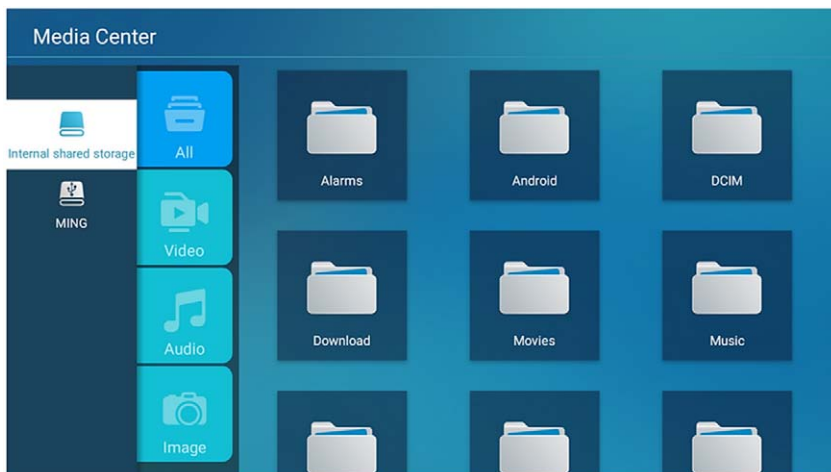 Media Center
Internal shared storage
MING
All
Video
Audio
Image
Alarms
Android
DCIM
Download
Movies
Music